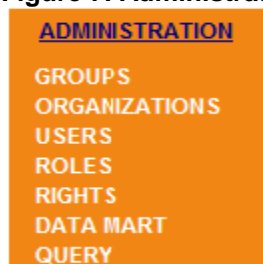 ADMINISTRATION
GROUPS
ORGANIZATIONS
USERS
ROLES
RIGHTS
DATA MART
QUERY